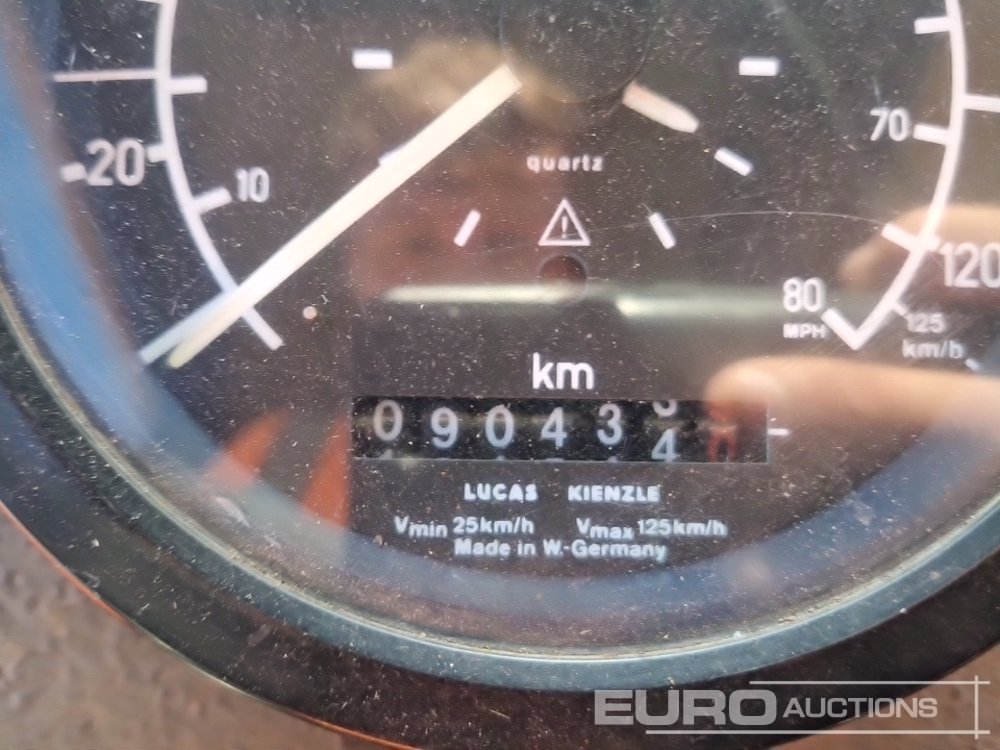 70
20
10
quartz
120
80
MPH
125
km/h
km
090434
LUCAS KIENZLE
Vmin 25km/h Vmax 125km/h
Made in W-Germany
EURO AUCTIONS